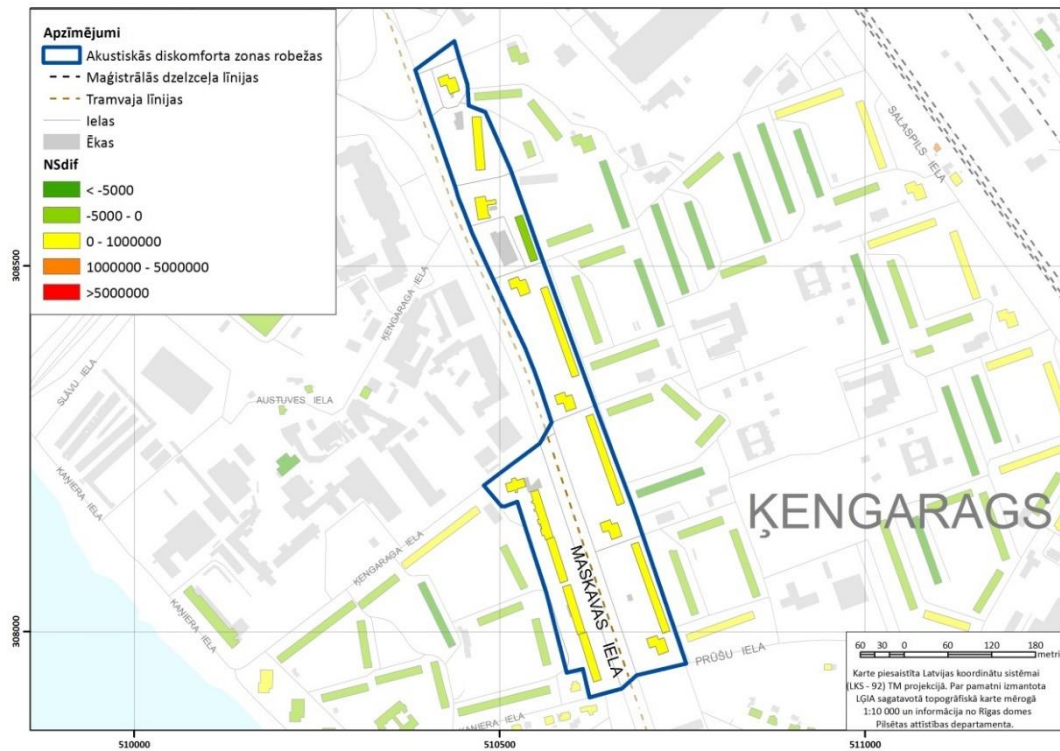 Apzīmējumi
Akustiskās diskomforta zonas robežas
Maģistrālās dzelzceļa līnijas
Tramvaja līnijas
Ielas
Ēkas
NSdif
< -5000
-5000 - 0
0 - 1000000
1000000 - 5000000
>5000000
SALASPILS IELA
308500
ĶENGARAGA IELA
SLĀVU IELA
AUSTUVES IELA
KAŅIERA IELA
ĶENGARAGS
ĶENGARAGA IELA
MASKAVAS IELA
308000
KAŅIERA IELA
PRŪŠU IELA
KAŅIERA IELA
60 30 0 60 120 180
metri
Karte piesaistīta Latvijas koordinātu sistēmai
(LKS - 92) TM projekcijā. Par pamatni izmantota
LĢIA sagatavotā topogrāfiskā karte mērogā
1:10 000 un informācija no Rīgas domes
Pilsētas attīstības departamenta.
510000
510500
511000